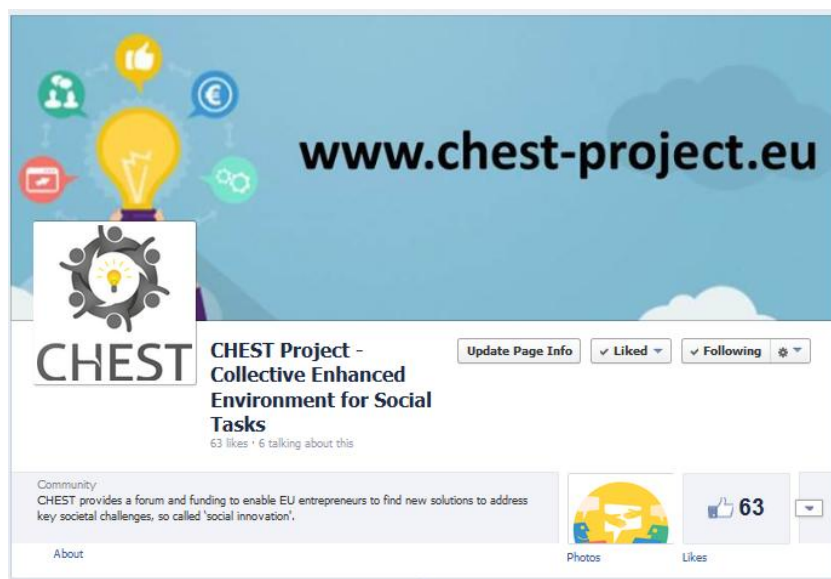 www.chest-project.eu
CHEST
CHEST Project -
Collective Enhanced
Environment for Social
Tasks
63 likes · 6 talking about this
Update Page Info
Liked
Following
Community
CHEST provides a forum and funding to enable EU entrepreneurs to find new solutions to address
key societal challenges, so called 'social innovation'.
About
Photos
63
Likes